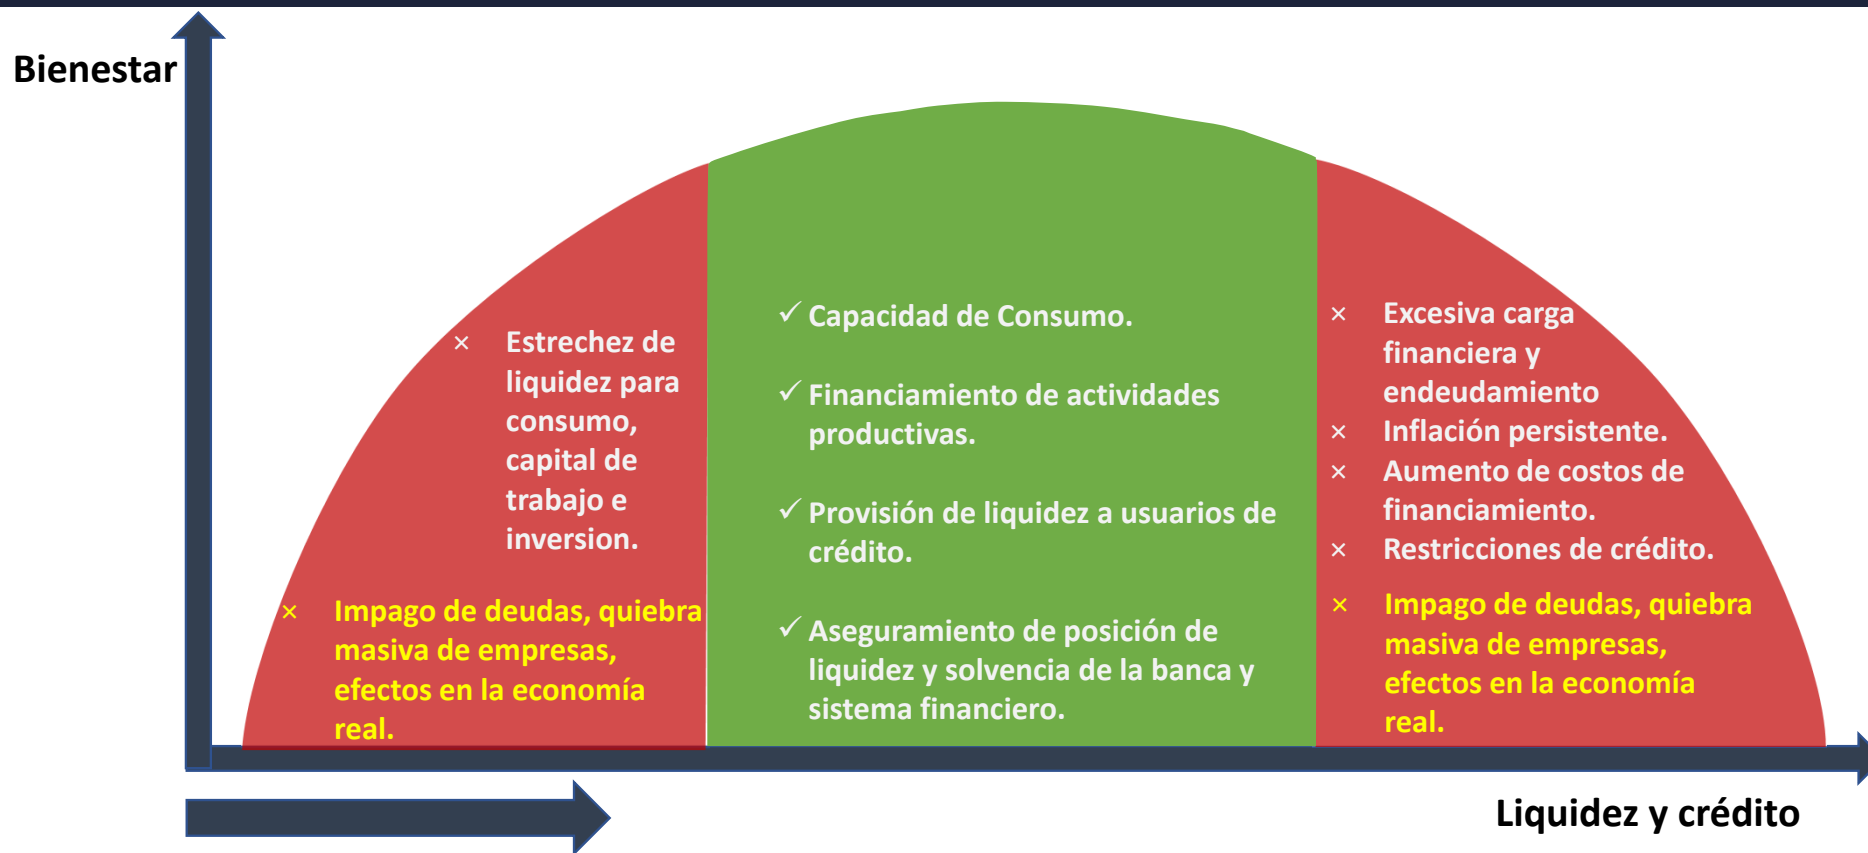 Bienestar
× Estrechez de
liquidez para
consumo,
capital de
trabajo e
inversion.
× Impago de deudas, quiebra
masiva de empresas,
efectos en la economía
real.
✓ Capacidad de Consumo.
✓ Financiamiento de actividades
productivas.
✓ Provisión de liquidez a usuarios de
crédito.
✓ Aseguramiento de posición de
liquidez y solvencia de la banca y
sistema financiero.
× Excesiva carga
financiera y
endeudamiento
× Inflación persistente.
× Aumento de costos de
financiamiento.
× Restricciones de crédito.
× Impago de deudas, quiebra
masiva de empresas,
efectos en la economía
real.
Liquidez y crédito